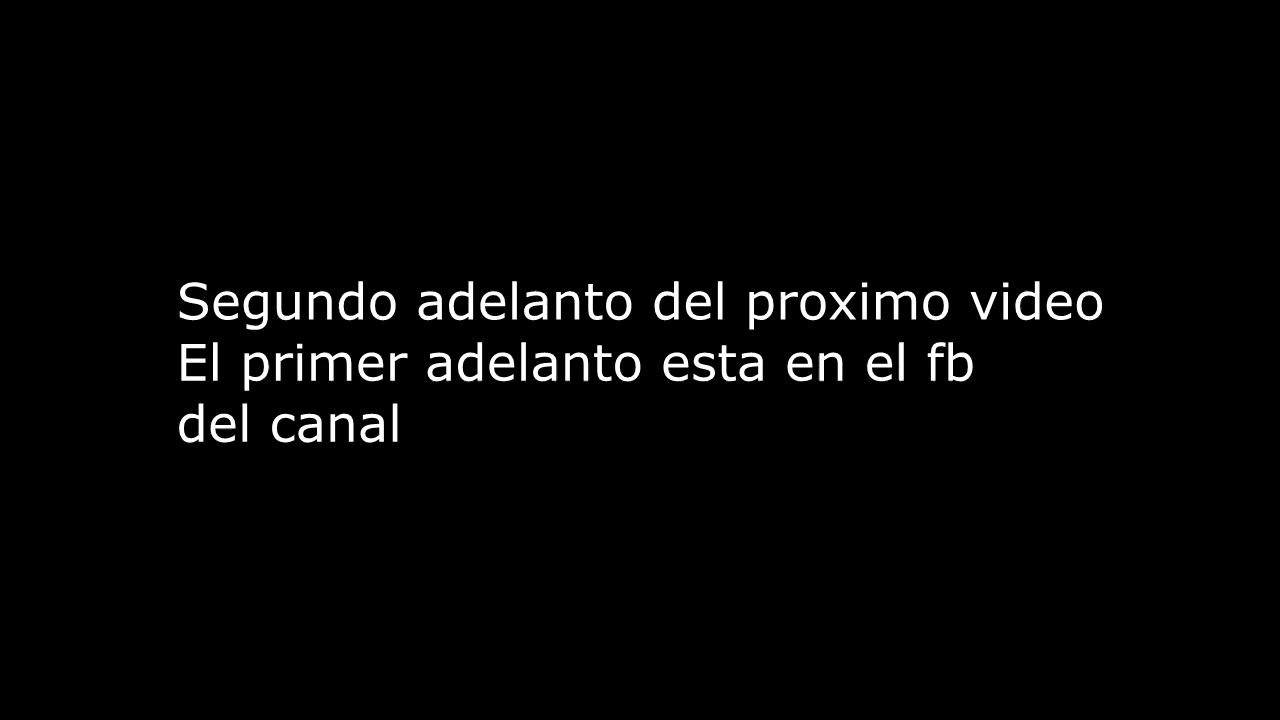 Segundo adelanto del proximo video
El primer adelanto esta en el fb
del canal